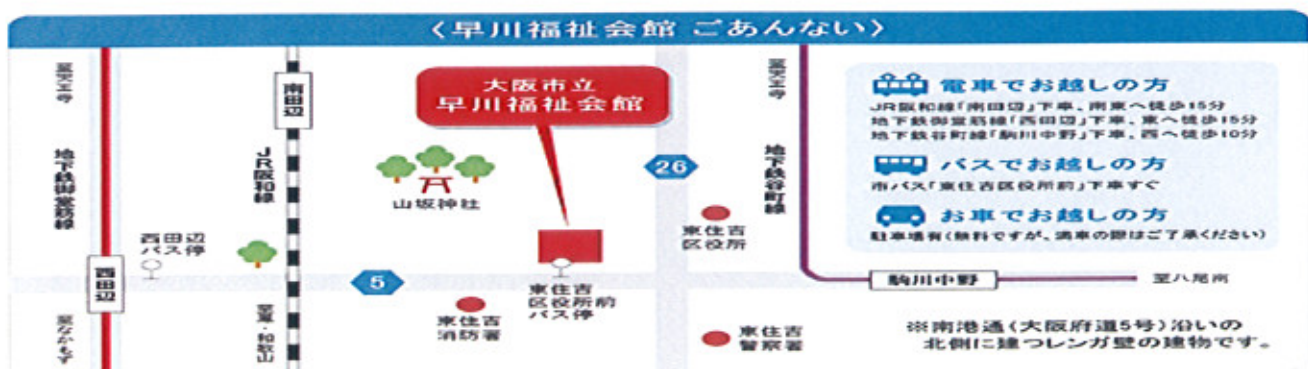 〈早川福祉会館 ごあんない〉
至天王寺
地下鉄御堂筋線
西田辺
至なかもず
西田辺
バス停
南田辺
JR阪和線
至鳳・和歌山
大阪市立
早川福祉会館
山坂神社
5
26
東住吉
消防署
東住吉
区役所前
バス停
東住吉
区役所
東住吉
警察署
至天王寺
地下鉄谷町線
駒川中野
至八尾南
電車でお越しの方
JR阪和線「南田辺」下車、南東へ徒歩15分
地下鉄御堂筋線「西田辺」下車、東へ徒歩15分
地下鉄谷町線「駒川中野」下車、西へ徒歩10分
バスでお越しの方
市バス「東住吉区役所前」下車すぐ
お車でお越しの方
駐車場有(無料ですが、満車の際はご了承ください)
※南港通(大阪府道5号)沿いの
北側に建つレンガ壁の建物です。